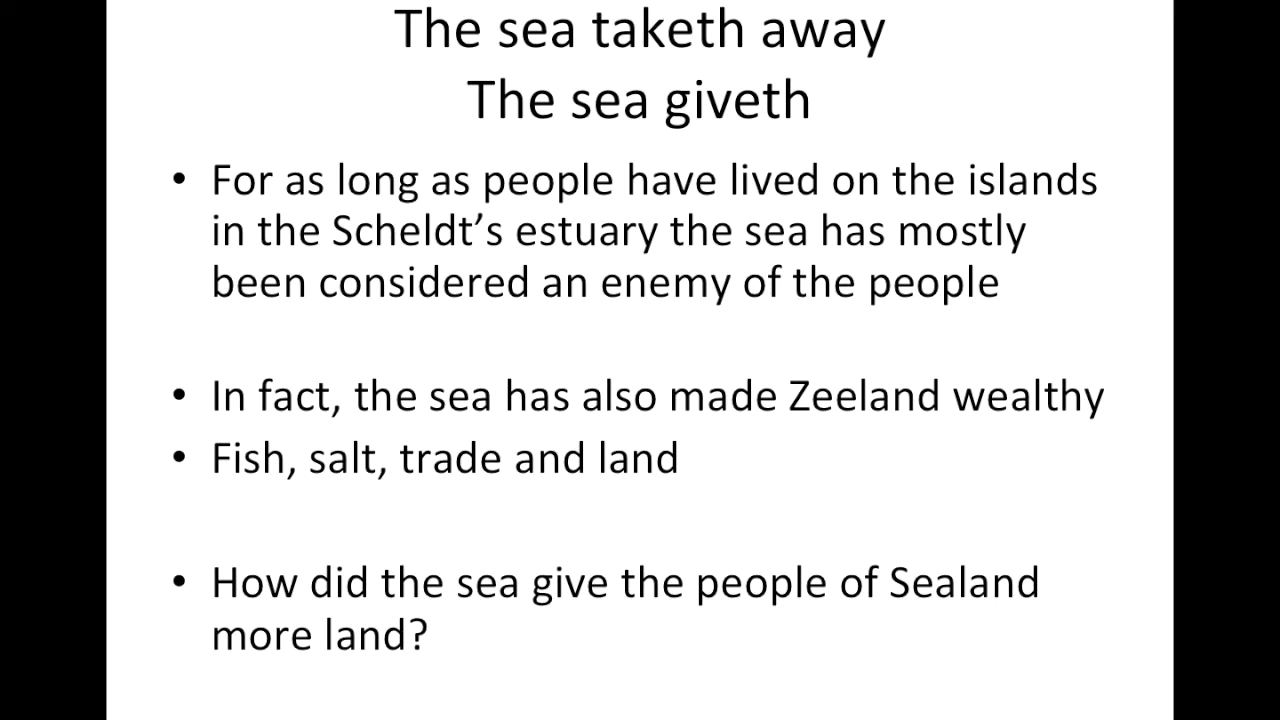 The sea taketh away
The sea giveth
• For as long as people have lived on the islands
in the Scheldt’s estuary the sea has mostly
been considered an enemy of the people
• In fact, the sea has also made Zeeland wealthy
• Fish, salt, trade and land
• How did the sea give the people of Sealand
more land?